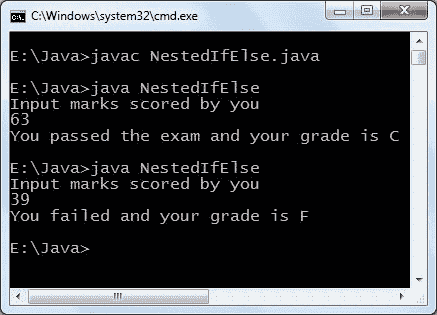 C:\Windows\system32\cmd.exe
E:\Java>javac NestedIfElse.java
E:\Java>java NestedIfElse
Input marks scored by you
63
You passed the exam and your grade is C
E:\Java>java NestedIfElse
Input marks scored by you
39
You failed and your grade is F
E:\Java>